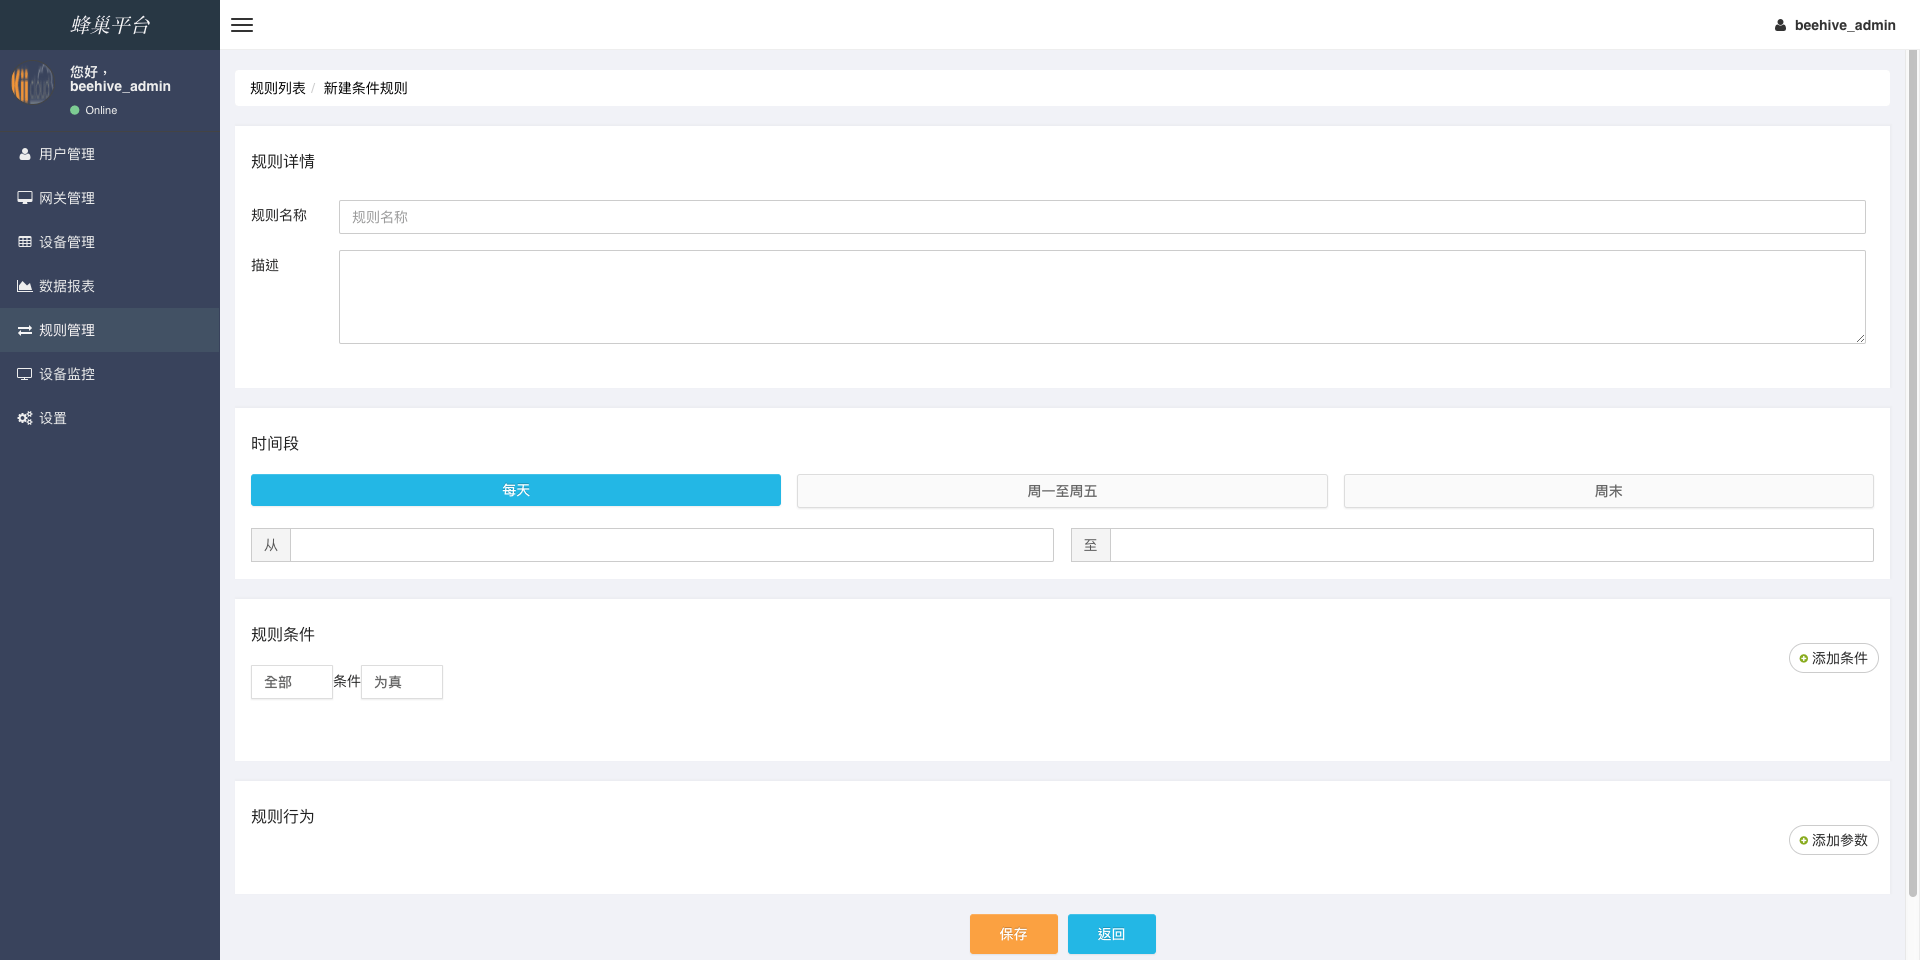 蜂巢平台
beehive_admin
您好，
beehive_admin
Online
用户管理
网关管理
设备管理
数据报表
规则管理
设备监控
设置
规则列表 / 新建条件规则
规则详情
规则名称 规则名称
描述
时间段
每天 周一至周五 周末
从 至
规则条件
添加条件
全部 条件 为真
规则行为
添加参数
保存 返回